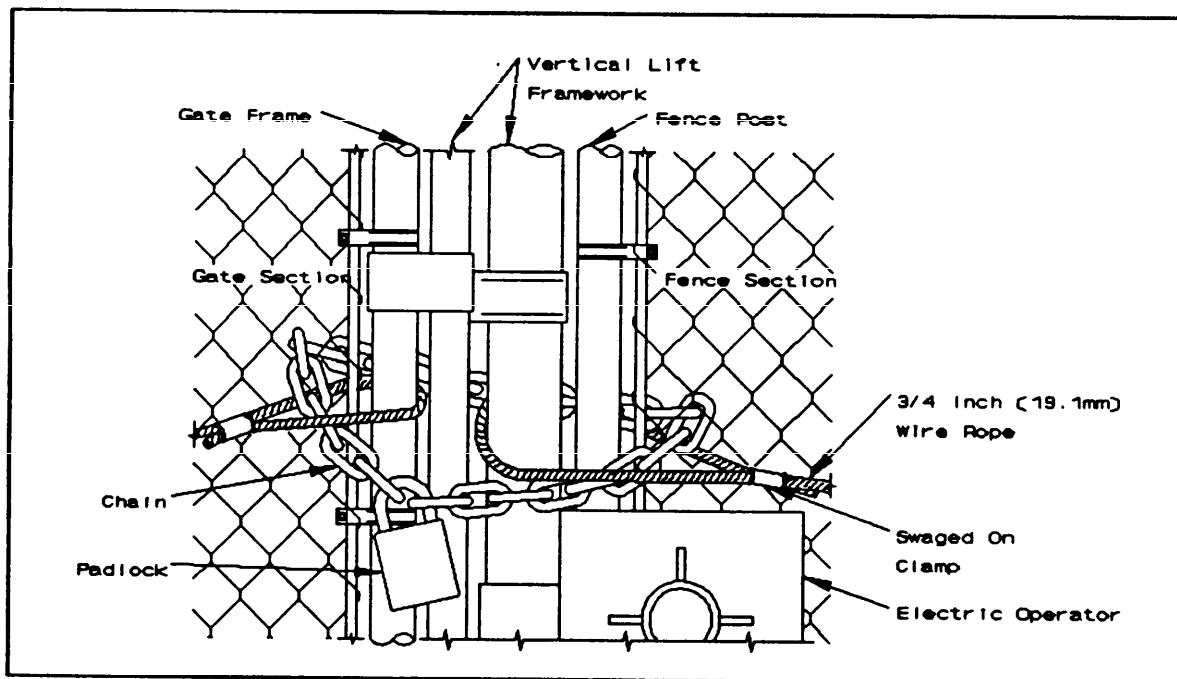 Vertical Lift
Framework
Gate Frame
Fence Post
Gate Section
Fence Section
3/4 Inch (19.1mm)
Wire Rope
Chain
Swaged On
Clamp
Padlock
Electric Operator